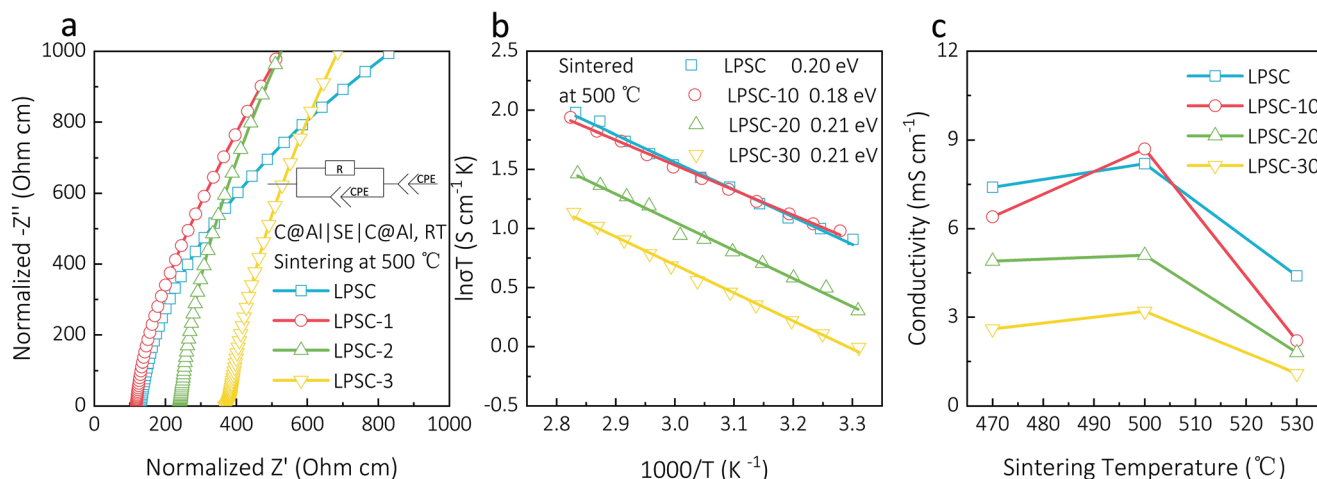 a
1000
800
600
400
200
0
0
200
400
600
800
1000
Normalized -Z'' (Ohm cm)
Normalized Z' (Ohm cm)
R
CPE
CPE
C@Al|SE|C@Al, RT
Sintering at 500 ℃
LPSC
LPSC-1
LPSC-2
LPSC-3
b
2.5
2.0
1.5
1.0
0.5
0.0
-0.5
2.8
2.9
3.0
3.1
3.2
3.3
lnσT (S cm⁻¹ K)
1000/T (K ⁻¹)
Sintered
at 500 ℃
LPSC 0.20 eV
LPSC-10 0.18 eV
LPSC-20 0.21 eV
LPSC-30 0.21 eV
c
12
9
6
3
0
470
480
490
500
510
520
530
Conductivity (mS cm⁻¹)
Sintering Temperature (℃)
LPSC
LPSC-10
LPSC-20
LPSC-30